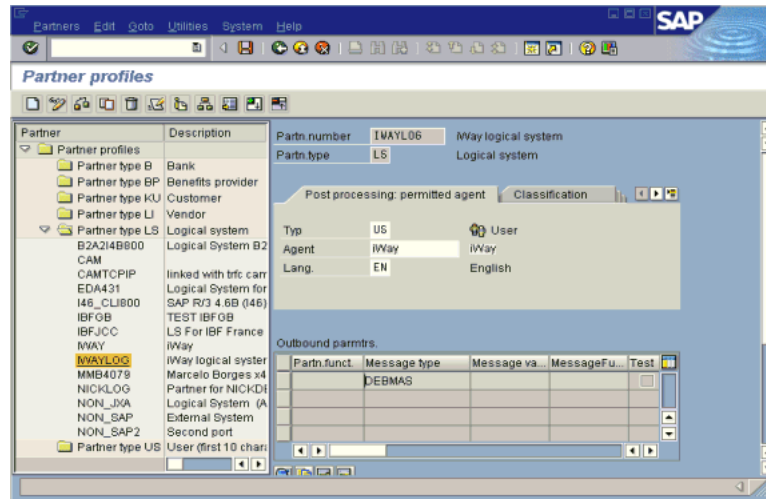 Partners Edit Goto Utilities System Help
SAP
Partner profiles
Partner Description
Partner profiles
Partner type B Bank
Partner type BP Benefits provider
Partner type KU Customer
Partner type LI Vendor
Partner type LS Logical system
B2A2I4B800 Logical System B2
CAM
CAMTCPIP linked with trfc cam
EDA431 Logical System for
I46_CLI800 SAP R/3 4.6B (I46)
IBFGB TEST IBFGB
IBFJCC LS For IBF France
IWAY iWay
IWAYLOG iWay logical syster
MMB4079 Marcelo Borges x4
NICKLOG Partner for NICKDE
NON_JXA Logical System (A
NON_SAP External System
NON_SAP2 Second port
Partner type US User (first 10 chara
Partn.number IWAYLOG iWay logical system
Partn.type LS Logical system
Post processing: permitted agent Classification
Typ US User
Agent iWay iWay
Lang. EN English
Outbound parmtrs.
Partn.funct. Message type Message va... MessageFu... Test
DEBMAS